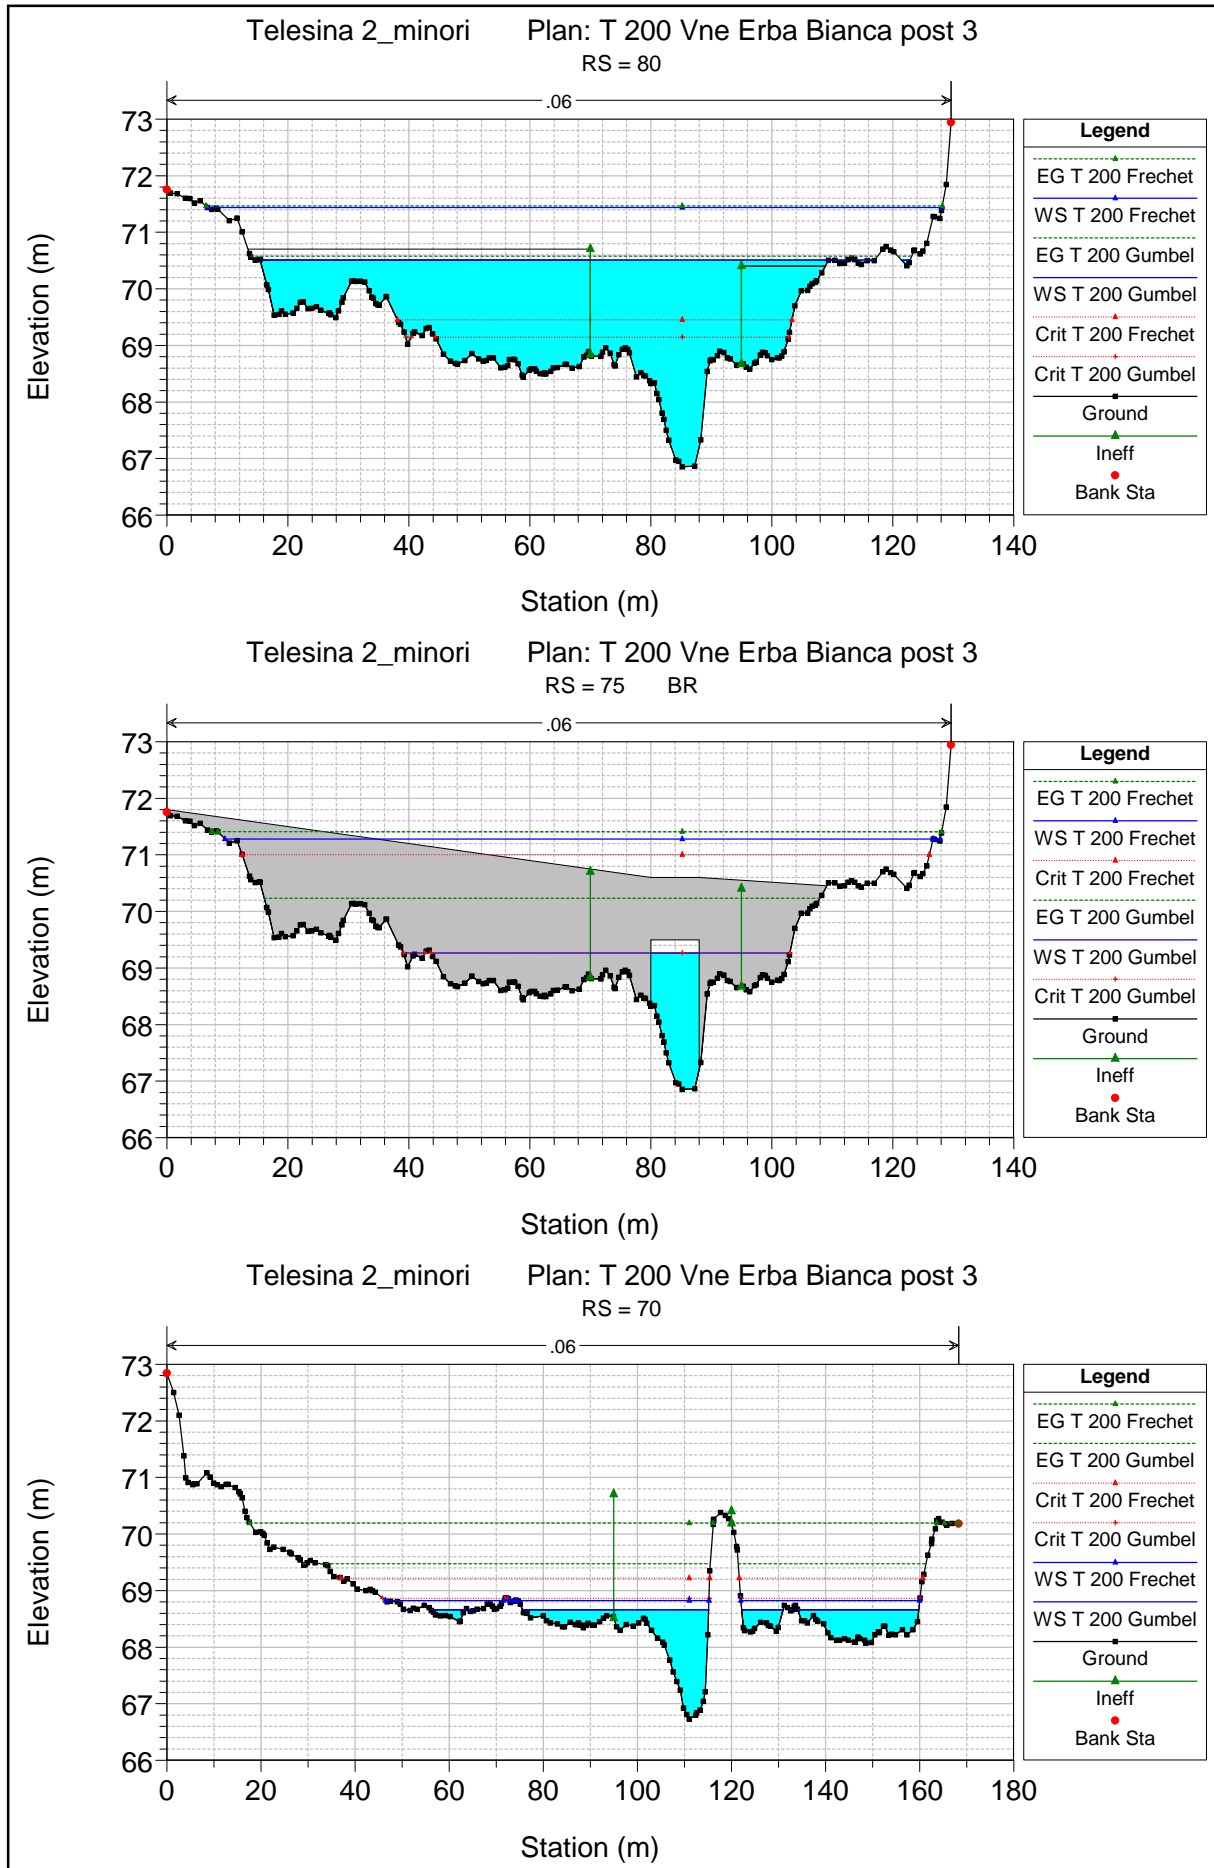 Telesina 2_minori Plan: T 200 Vne Erba Bianca post 3
RS = 80
.06
73
72
71
70
69
68
67
66
0 20 40 60 80 100 120 140
Elevation (m)
Station (m)
Legend
EG T 200 Frechet
WS T 200 Frechet
EG T 200 Gumbel
WS T 200 Gumbel
Crit T 200 Frechet
Crit T 200 Gumbel
Ground
Ineff
Bank Sta
Telesina 2_minori Plan: T 200 Vne Erba Bianca post 3
RS = 75 BR
.06
73
72
71
70
69
68
67
66
0 20 40 60 80 100 120 140
Elevation (m)
Station (m)
Legend
EG T 200 Frechet
WS T 200 Frechet
Crit T 200 Frechet
EG T 200 Gumbel
WS T 200 Gumbel
Crit T 200 Gumbel
Ground
Ineff
Bank Sta
Telesina 2_minori Plan: T 200 Vne Erba Bianca post 3
RS = 70
.06
73
72
71
70
69
68
67
66
0 20 40 60 80 100 120 140 160 180
Elevation (m)
Station (m)
Legend
EG T 200 Frechet
EG T 200 Gumbel
Crit T 200 Frechet
Crit T 200 Gumbel
WS T 200 Frechet
WS T 200 Gumbel
Ground
Ineff
Bank Sta